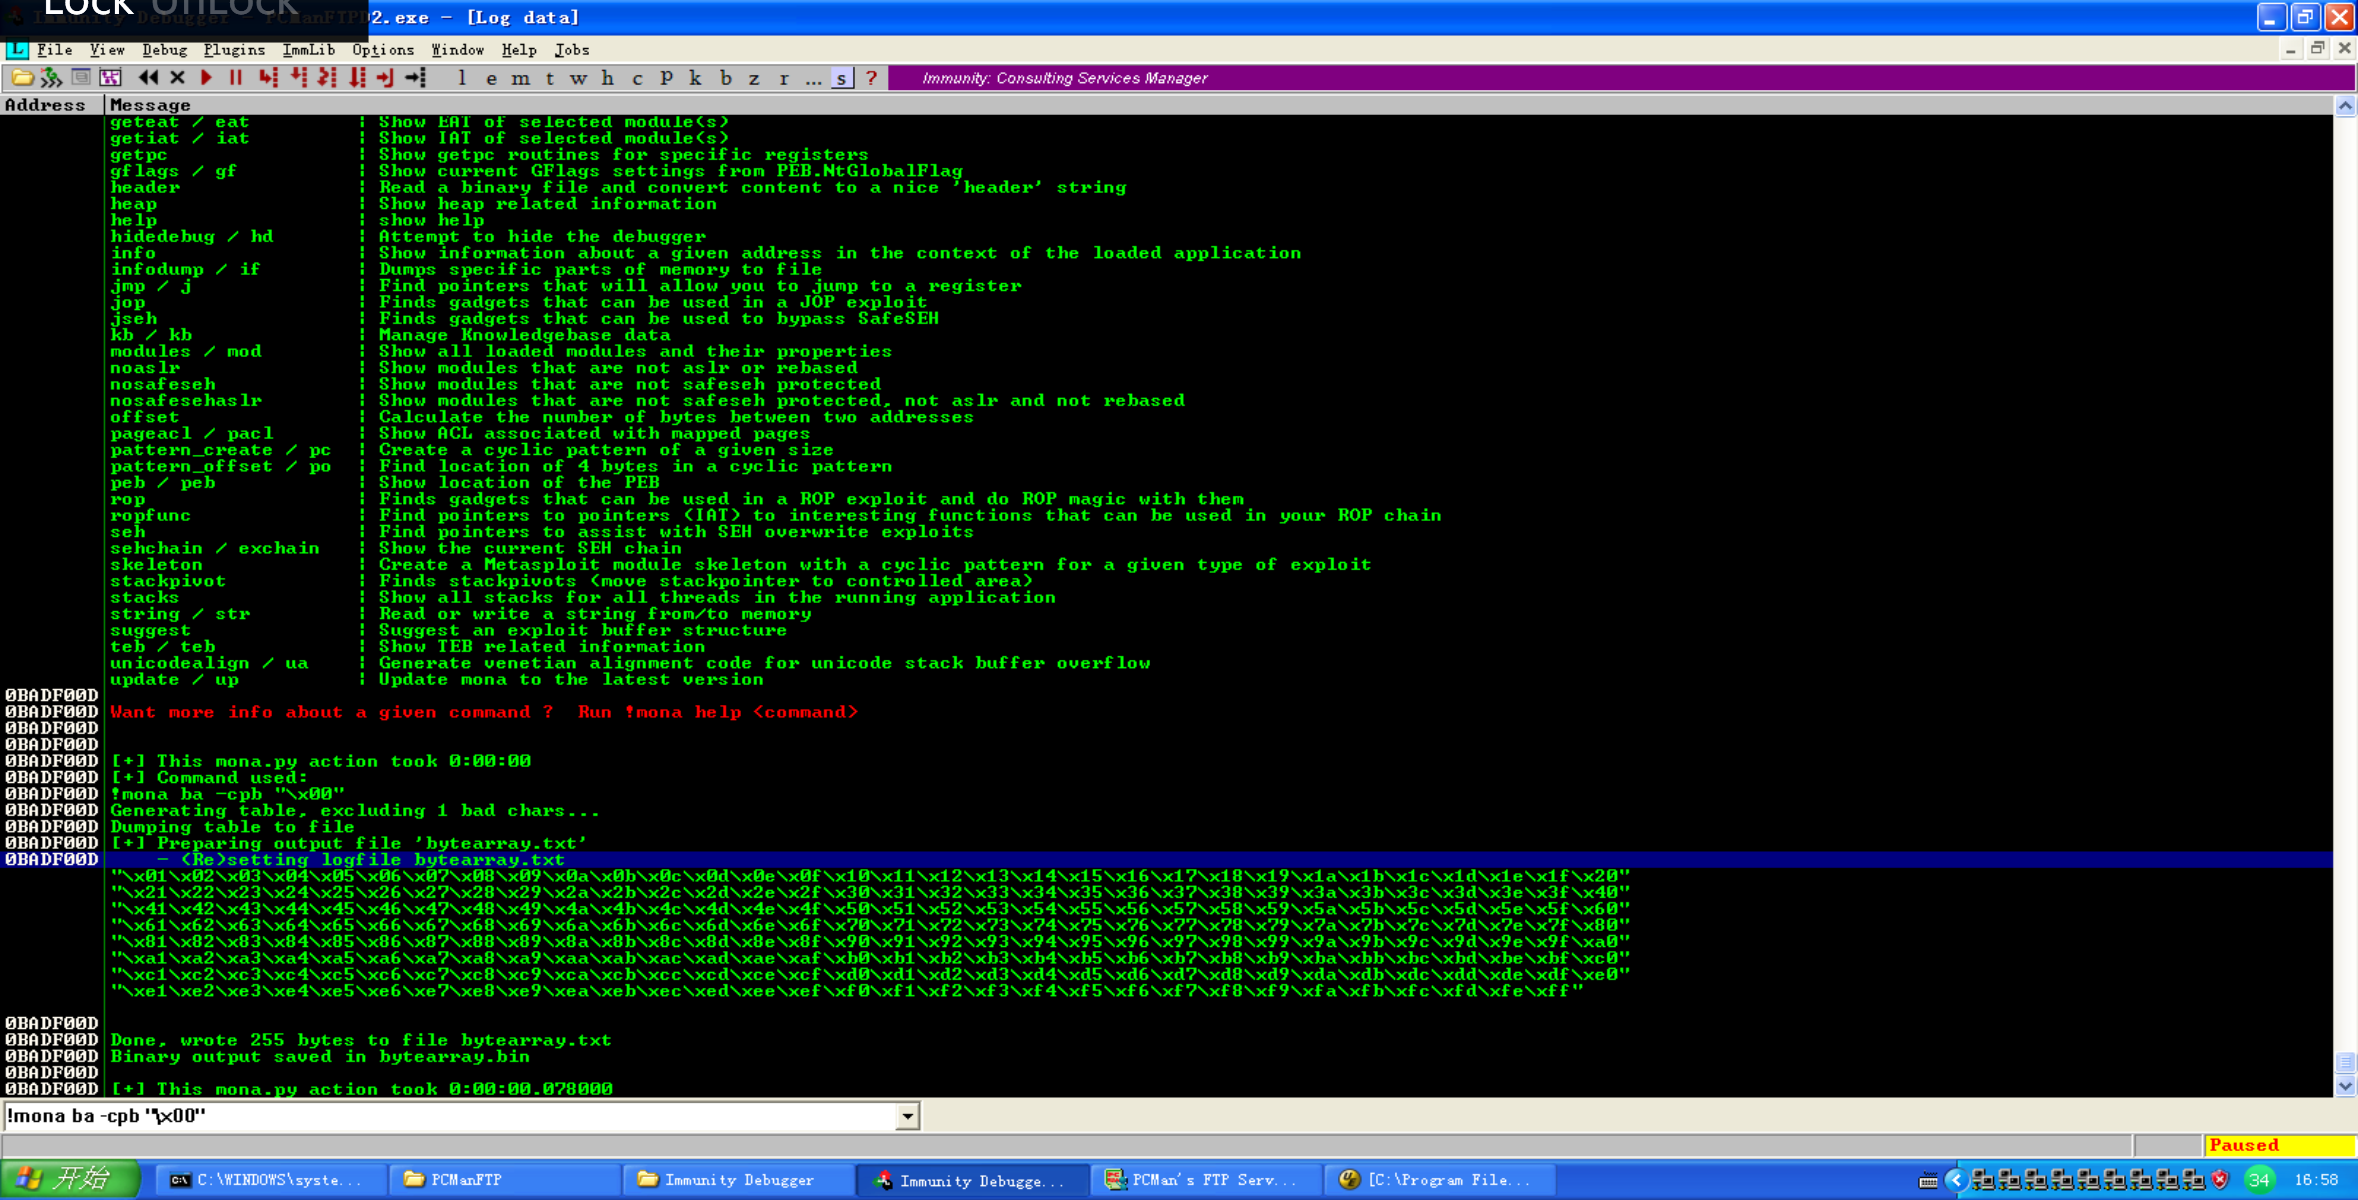 Lock UnLock
2.exe - [Log data]
File View Debug Plugins ImmLib Options Window Help Jobs
l e m t w h c P k b z r ... s ? Immunity: Consulting Services Manager
Address Message
geteat / eat | Show EAT of selected module(s)
getiat / iat | Show IAT of selected module(s)
getpc | Show getpc routines for specific registers
gflags / gf | Show current GFlags settings from PEB.NtGlobalFlag
header | Read a binary file and convert content to a nice 'header' string
heap | Show heap related information
help | show help
hidedebug / hd | Attempt to hide the debugger
info | Show information about a given address in the context of the loaded application
infodump / if | Dumps specific parts of memory to file
jmp / j | Find pointers that will allow you to jump to a register
jop | Finds gadgets that can be used in a JOP exploit
jseh | Finds gadgets that can be used to bypass SafeSEH
kb / kb | Manage Knowledgebase data
modules / mod | Show all loaded modules and their properties
noaslr | Show modules that are not aslr or rebased
nosafeseh | Show modules that are not safeseh protected
nosafesehaslr | Show modules that are not safeseh protected, not aslr and not rebased
offset | Calculate the number of bytes between two addresses
pageacl / pacl | Show ACL associated with mapped pages
pattern_create / pc | Create a cyclic pattern of a given size
pattern_offset / po | Find location of 4 bytes in a cyclic pattern
peb / peb | Show location of the PEB
rop | Finds gadgets that can be used in a ROP exploit and do ROP magic with them
ropfunc | Find pointers to pointers (IAT) to interesting functions that can be used in your ROP chain
seh | Find pointers to assist with SEH overwrite exploits
sehchain / exchain | Show the current SEH chain
skeleton | Create a Metasploit module skeleton with a cyclic pattern for a given type of exploit
stackpivot | Finds stackpivots (move stackpointer to controlled area)
stacks | Show all stacks for all threads in the running application
string / str | Read or write a string from/to memory
suggest | Suggest an exploit buffer structure
teb / teb | Show TEB related information
unicodealign / ua | Generate venetian alignment code for unicode stack buffer overflow
update / up | Update mona to the latest version
0BADF00D
0BADF00D Want more info about a given command ? Run !mona help <command>
0BADF00D
0BADF00D
0BADF00D [+] This mona.py action took 0:00:00
0BADF00D [+] Command used:
0BADF00D !mona ba -cpb "\x00"
0BADF00D Generating table, excluding 1 bad chars...
0BADF00D Dumping table to file
0BADF00D [+] Preparing output file 'bytearray.txt'
0BADF00D - (Re)setting logfile bytearray.txt
"\x01\x02\x03\x04\x05\x06\x07\x08\x09\x0a\x0b\x0c\x0d\x0e\x0f\x10\x11\x12\x13\x14\x15\x16\x17\x18\x19\x1a\x1b\x1c\x1d\x1e\x1f\x20"
"\x21\x22\x23\x24\x25\x26\x27\x28\x29\x2a\x2b\x2c\x2d\x2e\x2f\x30\x31\x32\x33\x34\x35\x36\x37\x38\x39\x3a\x3b\x3c\x3d\x3e\x3f\x40"
"\x41\x42\x43\x44\x45\x46\x47\x48\x49\x4a\x4b\x4c\x4d\x4e\x4f\x50\x51\x52\x53\x54\x55\x56\x57\x58\x59\x5a\x5b\x5c\x5d\x5e\x5f\x60"
"\x61\x62\x63\x64\x65\x66\x67\x68\x69\x6a\x6b\x6c\x6d\x6e\x6f\x70\x71\x72\x73\x74\x75\x76\x77\x78\x79\x7a\x7b\x7c\x7d\x7e\x7f\x80"
"\x81\x82\x83\x84\x85\x86\x87\x88\x89\x8a\x8b\x8c\x8d\x8e\x8f\x90\x91\x92\x93\x94\x95\x96\x97\x98\x99\x9a\x9b\x9c\x9d\x9e\x9f\xa0"
"\xa1\xa2\xa3\xa4\xa5\xa6\xa7\xa8\xa9\xaa\xab\xac\xad\xae\xaf\xb0\xb1\xb2\xb3\xb4\xb5\xb6\xb7\xb8\xb9\xba\xbb\xbc\xbd\xbe\xbf\xc0"
"\xc1\xc2\xc3\xc4\xc5\xc6\xc7\xc8\xc9\xca\xcb\xcc\xcd\xce\xcf\xd0\xd1\xd2\xd3\xd4\xd5\xd6\xd7\xd8\xd9\xda\xdb\xdc\xdd\xde\xdf\xe0"
"\xe1\xe2\xe3\xe4\xe5\xe6\xe7\xe8\xe9\xea\xeb\xec\xed\xee\xef\xf0\xf1\xf2\xf3\xf4\xf5\xf6\xf7\xf8\xf9\xfa\xfb\xfc\xfd\xfe\xff"
0BADF00D
0BADF00D Done, wrote 255 bytes to file bytearray.txt
0BADF00D Binary output saved in bytearray.bin
0BADF00D
0BADF00D [+] This mona.py action took 0:00:00.078000
!mona ba -cpb "\x00"
Paused
开始 C:\WINDOWS\syste... PCManFTP Immunity Debugger Immunity Debugge... PCMan's FTP Serv... [C:\Program File... 34 16:58